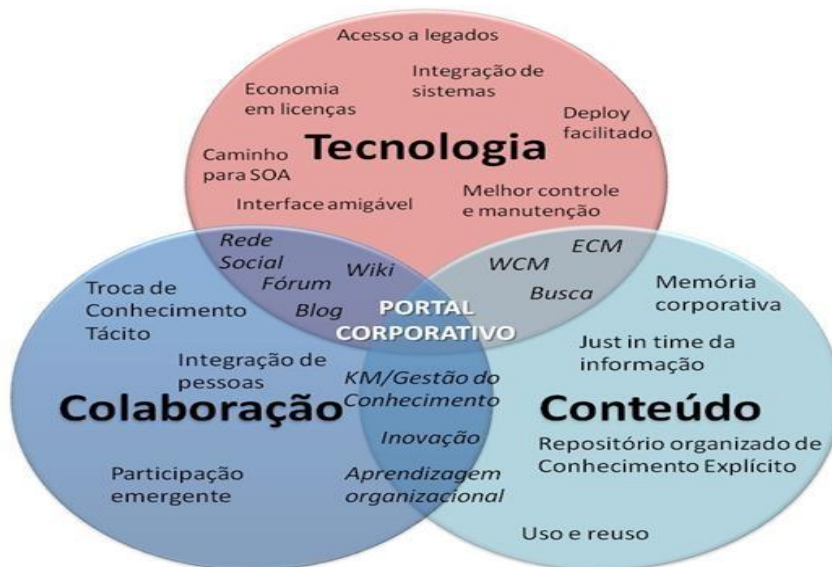 Acesso a legados
Economia
em licenças
Integração de
sistemas
Deploy
facilitado
Tecnologia
Caminho
para SOA
Interface amigável
Melhor controle
e manutenção
Rede
Social
Fórum
Wiki
Blog
WCM
ECM
Busca
PORTAL
CORPORATIVO
Troca de
Conhecimento
Tácito
Integração de
pessoas
Colaboração
Participação
emergente
KM/Gestão do
Conhecimento
Inovação
Aprendizagem
organizacional
Memória
corporativa
Just in time da
informação
Conteúdo
Repositório organizado de
Conhecimento Explícito
Uso e reuso